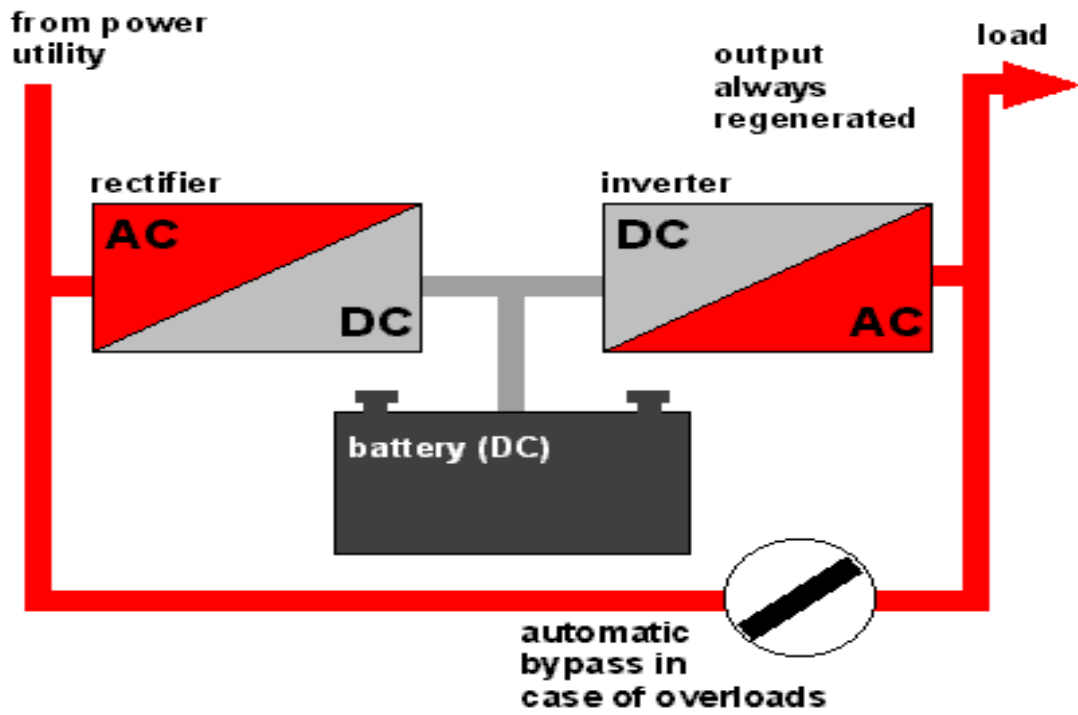 from power
utility
load
output
always
regenerated
rectifier
inverter
AC
DC
DC
AC
battery (DC)
automatic
bypass in
case of overloads